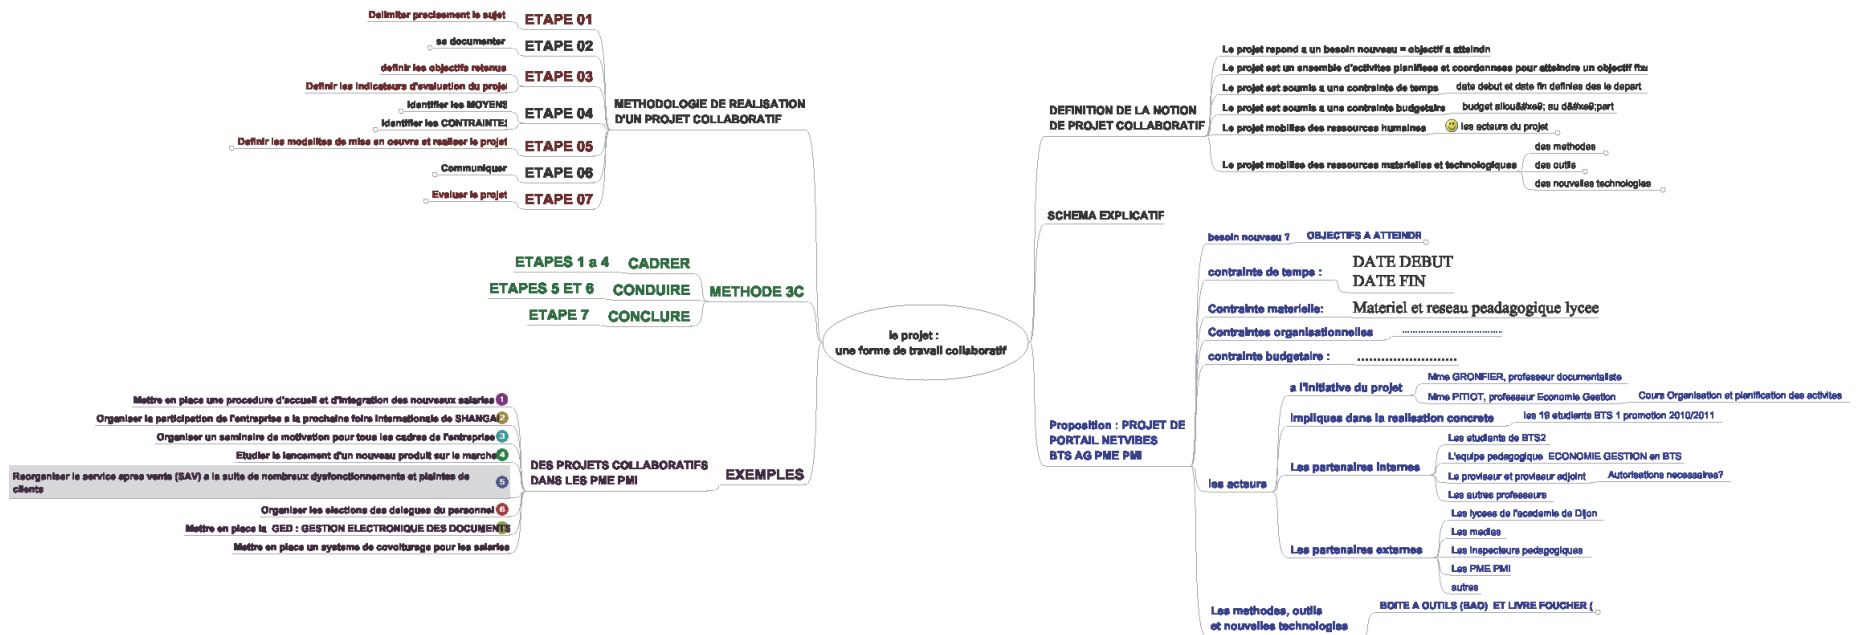 le projet :
une forme de travail collaboratif
METHODOLOGIE DE REALISATION
D'UN PROJET COLLABORATIF
ETAPE 01
Delimiter precisement le sujet
ETAPE 02
se documenter
ETAPE 03
definir les objectifs retenus
Definir les indicateurs d'evaluation du projet
ETAPE 04
Identifier les MOYENS
Identifier les CONTRAINTES
ETAPE 05
Definir les modalites de mise en oeuvre et realiser le projet
ETAPE 06
Communiquer
ETAPE 07
Evaluer le projet
METHODE 3C
CADRER
ETAPES 1 a 4
CONDUIRE
ETAPES 5 ET 6
CONCLURE
ETAPE 7
EXEMPLES
DES PROJETS COLLABORATIFS
DANS LES PME PMI
Mettre en place une procedure d'accueil et d'integration des nouveaux salaries 1
Organiser la participation de l'entreprise a la prochaine foire internationale de SHANGAI 2
Organiser un seminaire de motivation pour tous les cadres de l'entreprise 3
Etudier le lancement d'un nouveau produit sur le marche 4
Reorganiser le service apres vente (SAV) a la suite de nombreux dysfonctionnements et plaintes de
clients 5
Organiser les elections des delegues du personnel 6
Mettre en place la GED : GESTION ELECTRONIQUE DES DOCUMENTS
Mettre en place un systeme de covoiturage pour les salaries
DEFINITION DE LA NOTION
DE PROJET COLLABORATIF
Le projet repond a un besoin nouveau = objectif a atteindr
Le projet est un ensemble d'activites planifiees et coordonnees pour atteindre un objectif fixe
Le projet est soumis a une contrainte de temps
date debut et date fin definies des le depart
Le projet est soumis a une contrainte budgetaire
budget allou&#xe9; au d&#xe9;part
Le projet mobilise des ressources humaines
les acteurs du projet
Le projet mobilise des ressources materielles et technologiques
des methodes
des outils
des nouvelles technologies
SCHEMA EXPLICATIF
Proposition : PROJET DE
PORTAIL NETVIBES
BTS AG PME PMI
besoin nouveau ?
OBJECTIFS A ATTEINDR
contrainte de temps :
DATE DEBUT
DATE FIN
Contrainte materielle:
Materiel et reseau peadagogique lycee
Contraintes organisationnelles
....................................
contrainte budgetaire :
.........................
les acteurs
a l'initiative du projet
Mme GRONFIER, professeur documentaliste
Mme PITIOT, professeur Economie Gestion
Cours Organisation et planification des activites
impliques dans la realisation concrete
les 19 etudiants BTS 1 promotion 2010/2011
Les partenaires internes
Les etudiants de BTS2
L'equipe pedagogique ECONOMIE GESTION en BTS
Le proviseur et proviseur adjoint
Autorisations necessaires?
Les autres professeurs
Les partenaires externes
Les lycees de l'academie de Dijon
Les medias
Les inspecteurs pedagogiques
Les PME PMI
autres
Les methodes, outils
et nouvelles technologies
BOITE A OUTILS (BAO) ET LIVRE FOUCHER (